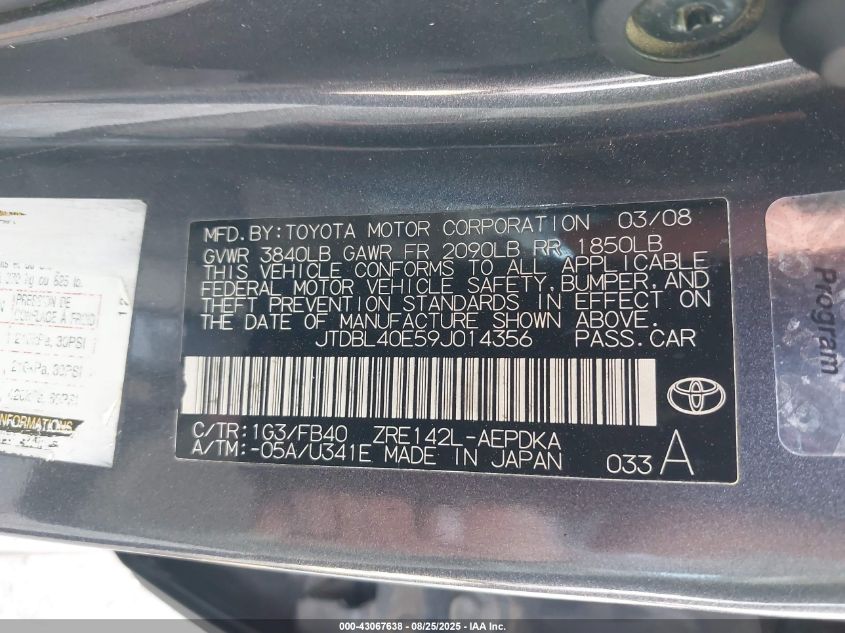 MFD.BY:TOYOTA MOTOR CORPORATION 03/08
GVWR 3840LB GAWR FR 2090LB RR 1850LB
THIS VEHICLE CONFORMS TO ALL APPLICABLE
FEDERAL MOTOR VEHICLE SAFETY, BUMPER, AND
THEFT PREVENTION STANDARDS IN EFFECT ON
THE DATE OF MANUFACTURE SHOWN ABOVE.
JTDBL40E59J014356 PASS.CAR
C/TR:1G3/FB40 ZRE142L-AEPDKA
A/TM:-05A/U341E MADE IN JAPAN 033 A
PRESSION DE
30PSI
Program
000-43067638 - 08/25/2025 - IAA Inc.